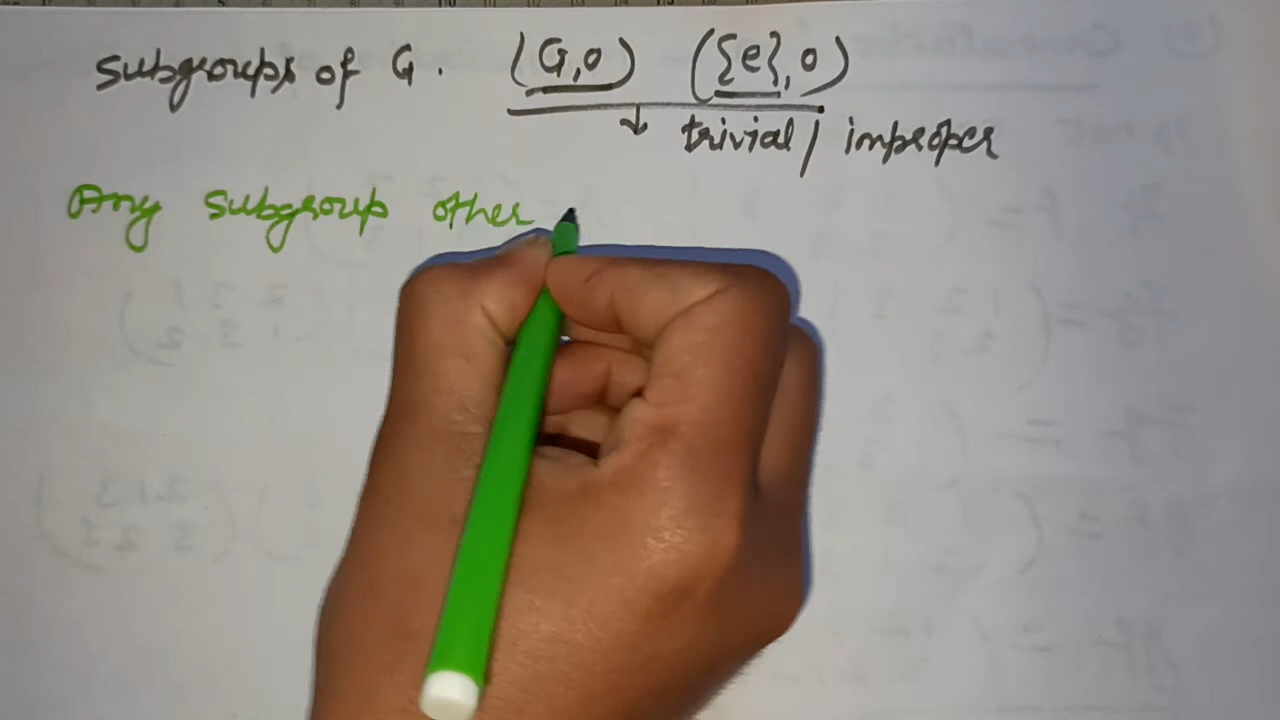 Subgroups of G. (G,o) ({e},o)
↓ trivial / improper
Any subgroup other